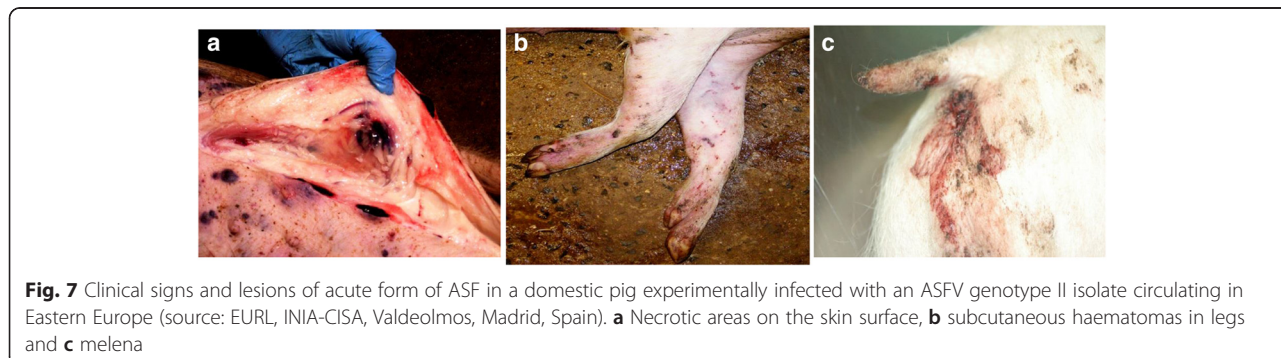 a
b
c
Fig. 7 Clinical signs and lesions of acute form of ASF in a domestic pig experimentally infected with an ASFV genotype II isolate circulating in
Eastern Europe (source: EURL, INIA-CISA, Valdeolmos, Madrid, Spain). a Necrotic areas on the skin surface, b subcutaneous haematomas in legs
and c melena